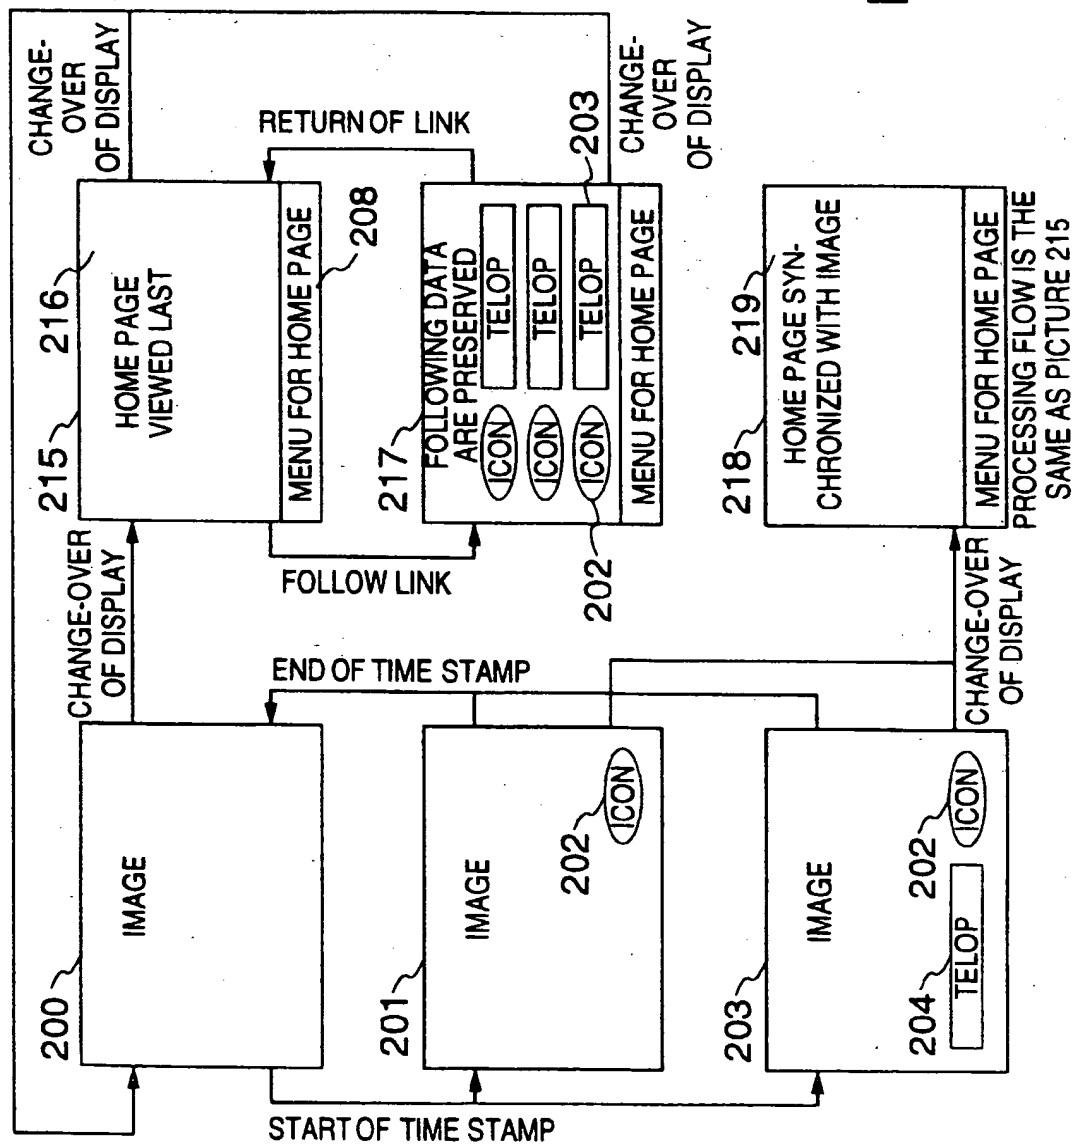 200
IMAGE
201
IMAGE
202
ICON
203
IMAGE
204
TELOP
202
ICON
START OF TIME STAMP
END OF TIME STAMP
CHANGE-OVER
OF DISPLAY
CHANGE-OVER
OF DISPLAY
215
216
HOME PAGE
VIEWED LAST
MENU FOR HOME PAGE
208
FOLLOW LINK
RETURN OF LINK
217
FOLLOWING DATA
ARE PRESERVED
ICON
TELOP
ICON
TELOP
ICON
TELOP
202
203
MENU FOR HOME PAGE
218
219
HOME PAGE SYN-
CHRONIZED WITH IMAGE
MENU FOR HOME PAGE
PROCESSING FLOW IS THE
SAME AS PICTURE 215
CHANGE-
OVER
OF DISPLAY
CHANGE-
OVER
OF DISPLAY